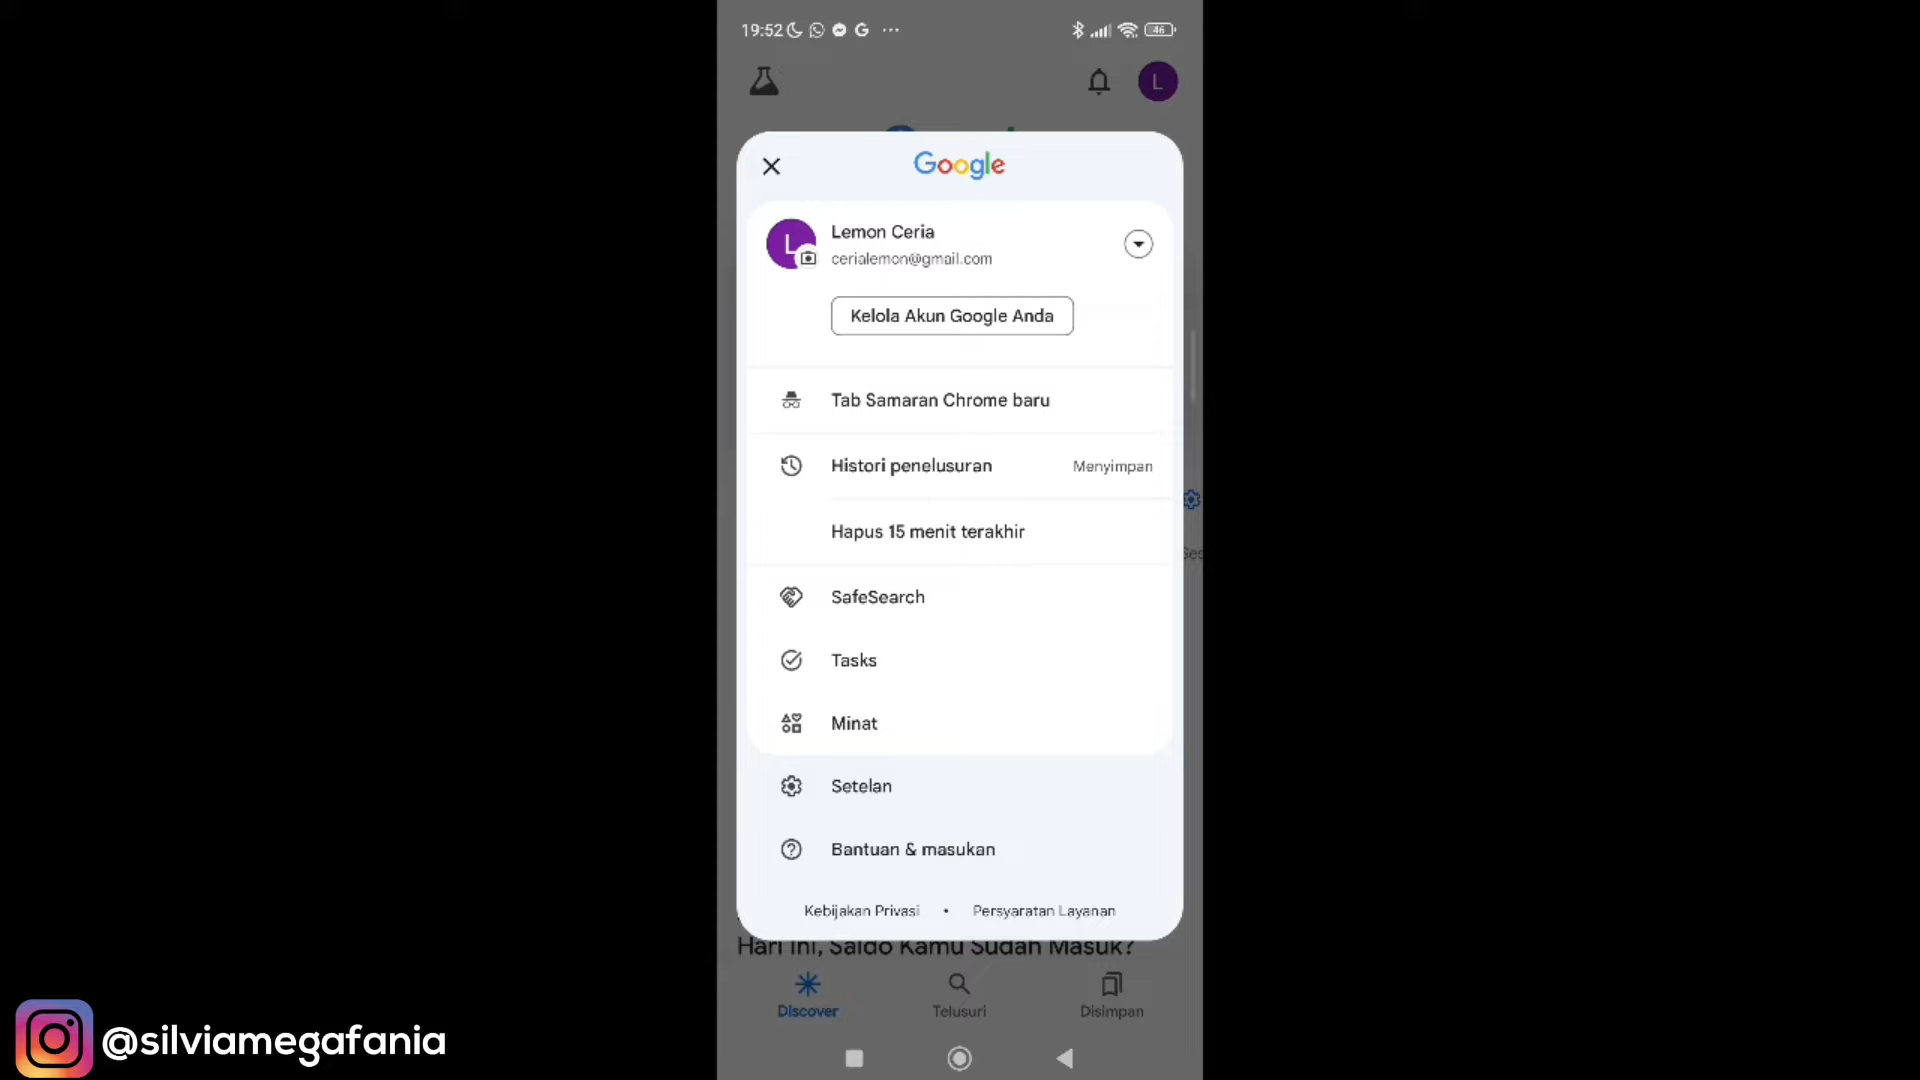 19:52
46
L
Google
L
Lemon Ceria
cerialemon@gmail.com
Kelola Akun Google Anda
Tab Samaran Chrome baru
Histori penelusuran Menyimpan
Hapus 15 menit terakhir
Ses
SafeSearch
Tasks
Minat
Setelan
Bantuan & masukan
Kebijakan Privasi • Persyaratan Layanan
Hari Ini, Saldo Kamu Sudah Masuk?
Discover Telusuri Disimpan
@silviamegafania